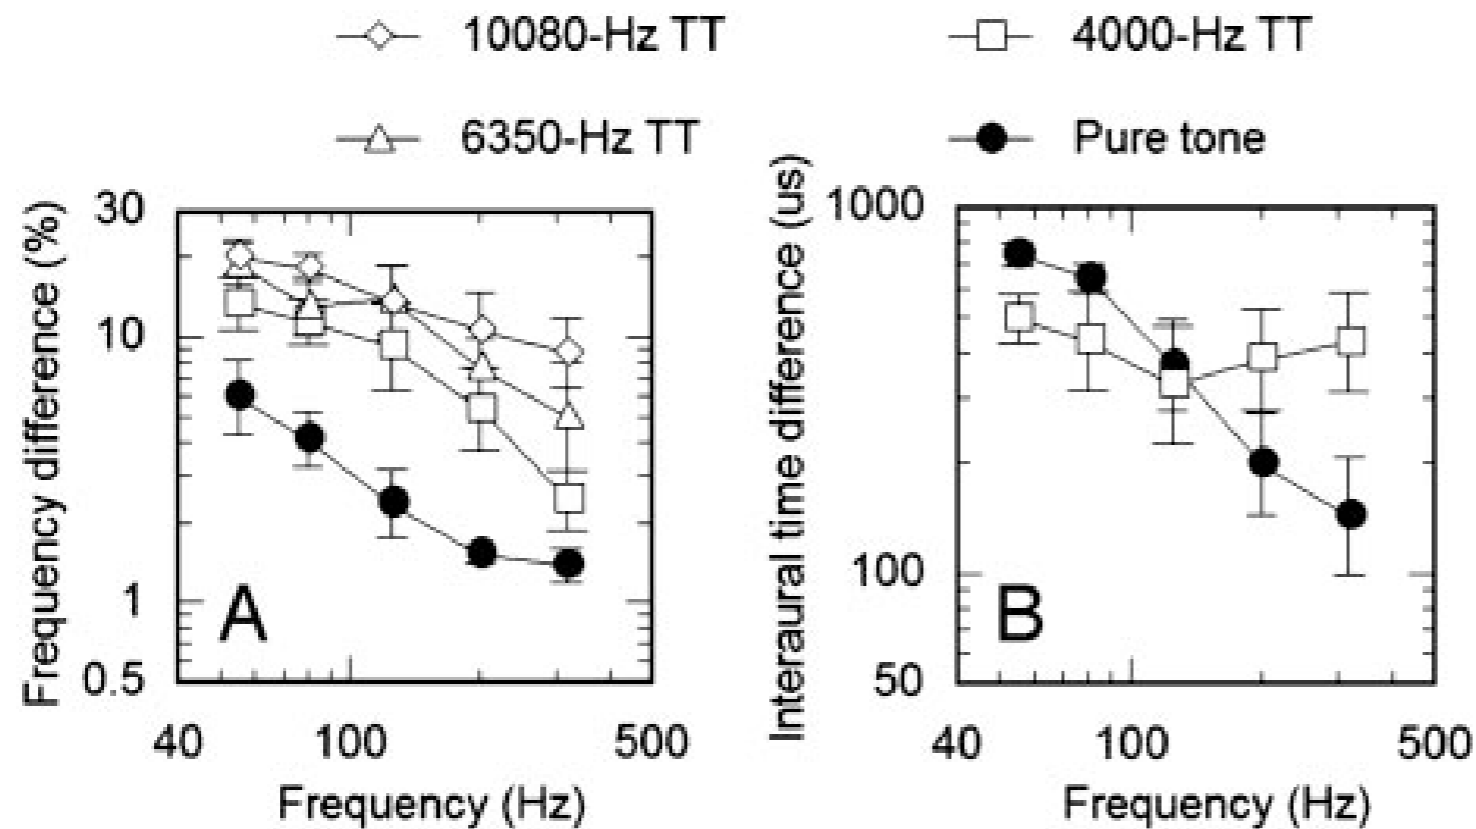 10080-Hz TT
4000-Hz TT
6350-Hz TT
Pure tone
Frequency difference (%)
30
10
1
0.5
A
40 100 500
Frequency (Hz)
Interaural time difference (us)
1000
100
50
B
40 100 500
Frequency (Hz)